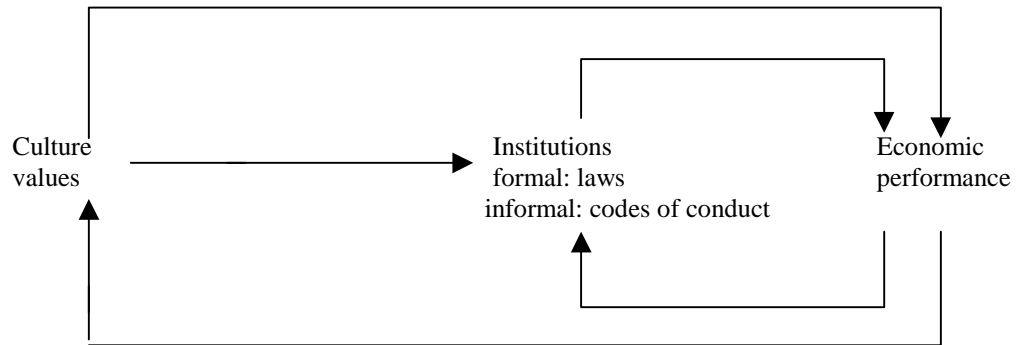 Culture
values
Institutions
formal: laws
informal: codes of conduct
Economic
performance